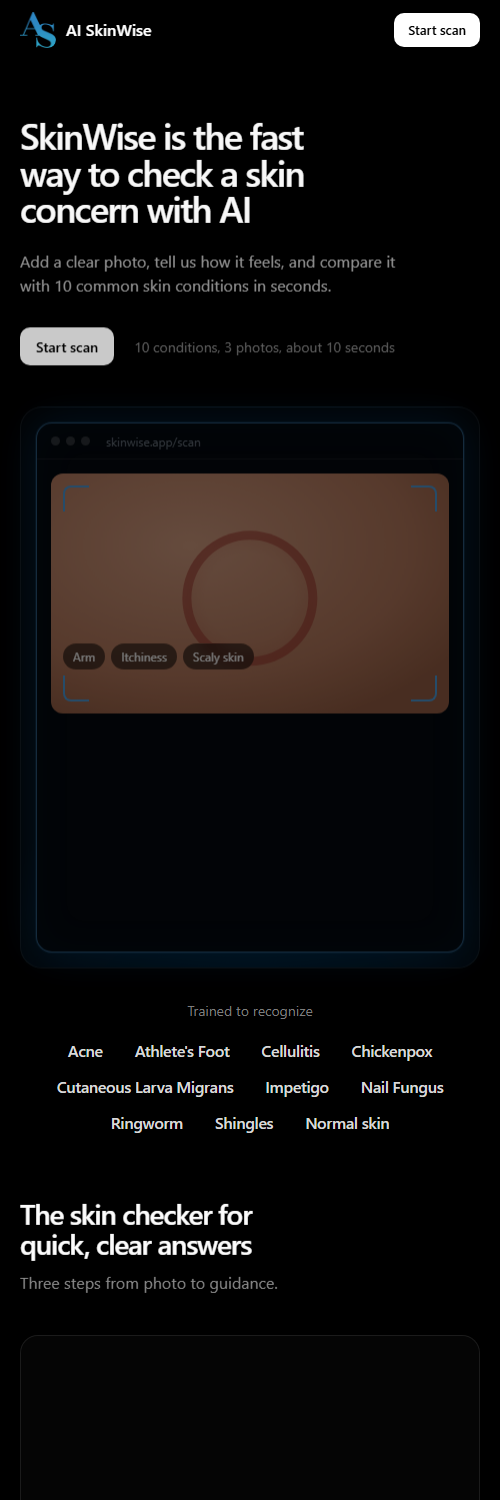 AS AI SkinWise
Start scan
SkinWise is the fast
way to check a skin
concern with AI
Add a clear photo, tell us how it feels, and compare it
with 10 common skin conditions in seconds.
Start scan
10 conditions, 3 photos, about 10 seconds
skinwise.app/scan
Arm
Itchiness
Scaly skin
Trained to recognize
Acne
Athlete's Foot
Cellulitis
Chickenpox
Cutaneous Larva Migrans
Impetigo
Nail Fungus
Ringworm
Shingles
Normal skin
The skin checker for
quick, clear answers
Three steps from photo to guidance.